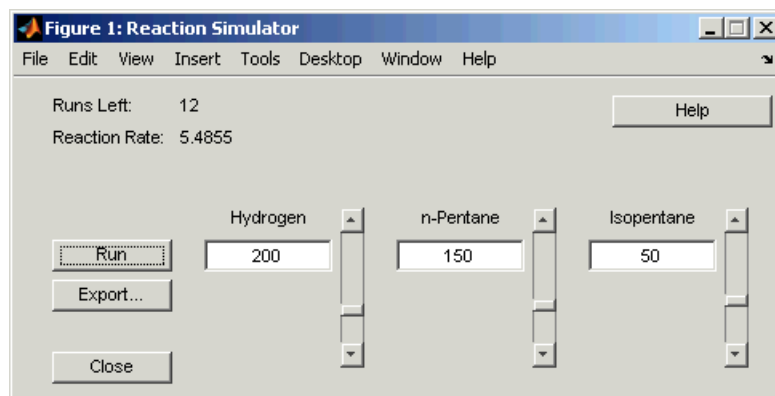 Figure 1: Reaction Simulator
File Edit View Insert Tools Desktop Window Help
Runs Left: 12
Help
Reaction Rate: 5.4855
Hydrogen n-Pentane Isopentane
Run 200 150 50
Export...
Close